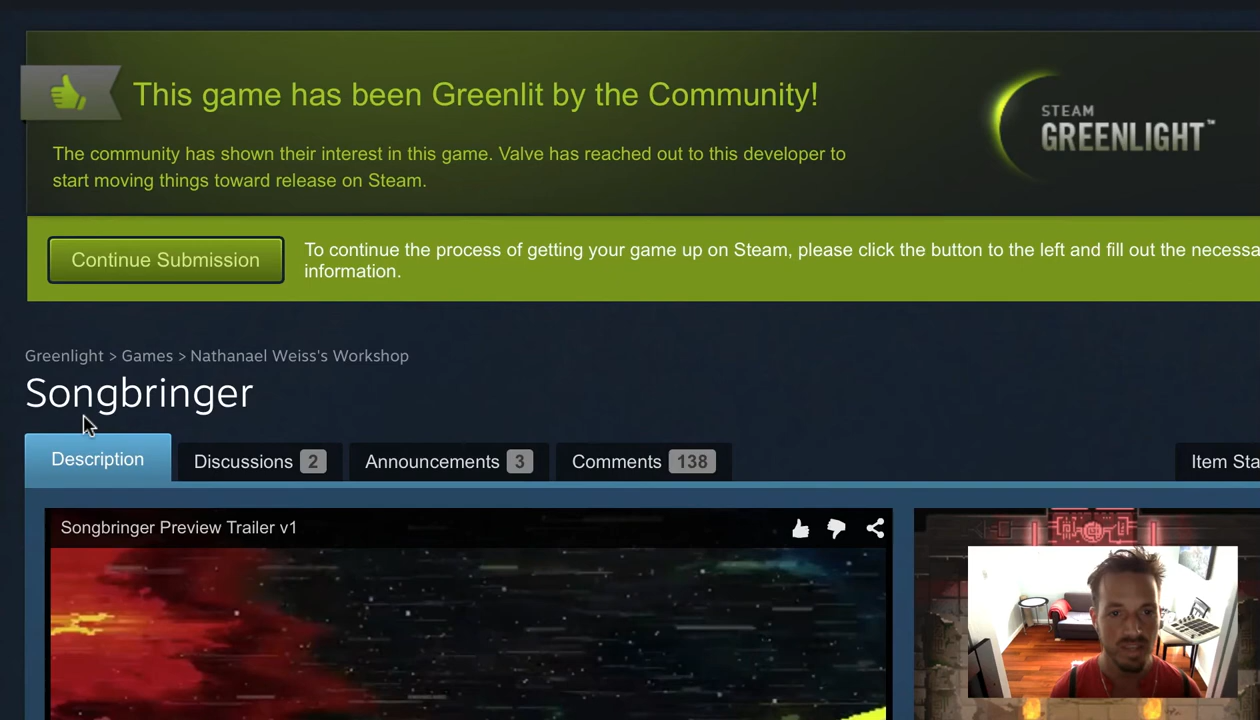 This game has been Greenlit by the Community!
STEAM
GREENLIGHT™
The community has shown their interest in this game. Valve has reached out to this developer to
start moving things toward release on Steam.
Continue Submission
To continue the process of getting your game up on Steam, please click the button to the left and fill out the necessa
information.
Greenlight > Games > Nathanael Weiss's Workshop
Songbringer
Description
Discussions 2
Announcements 3
Comments 138
Item Sta
Songbringer Preview Trailer v1